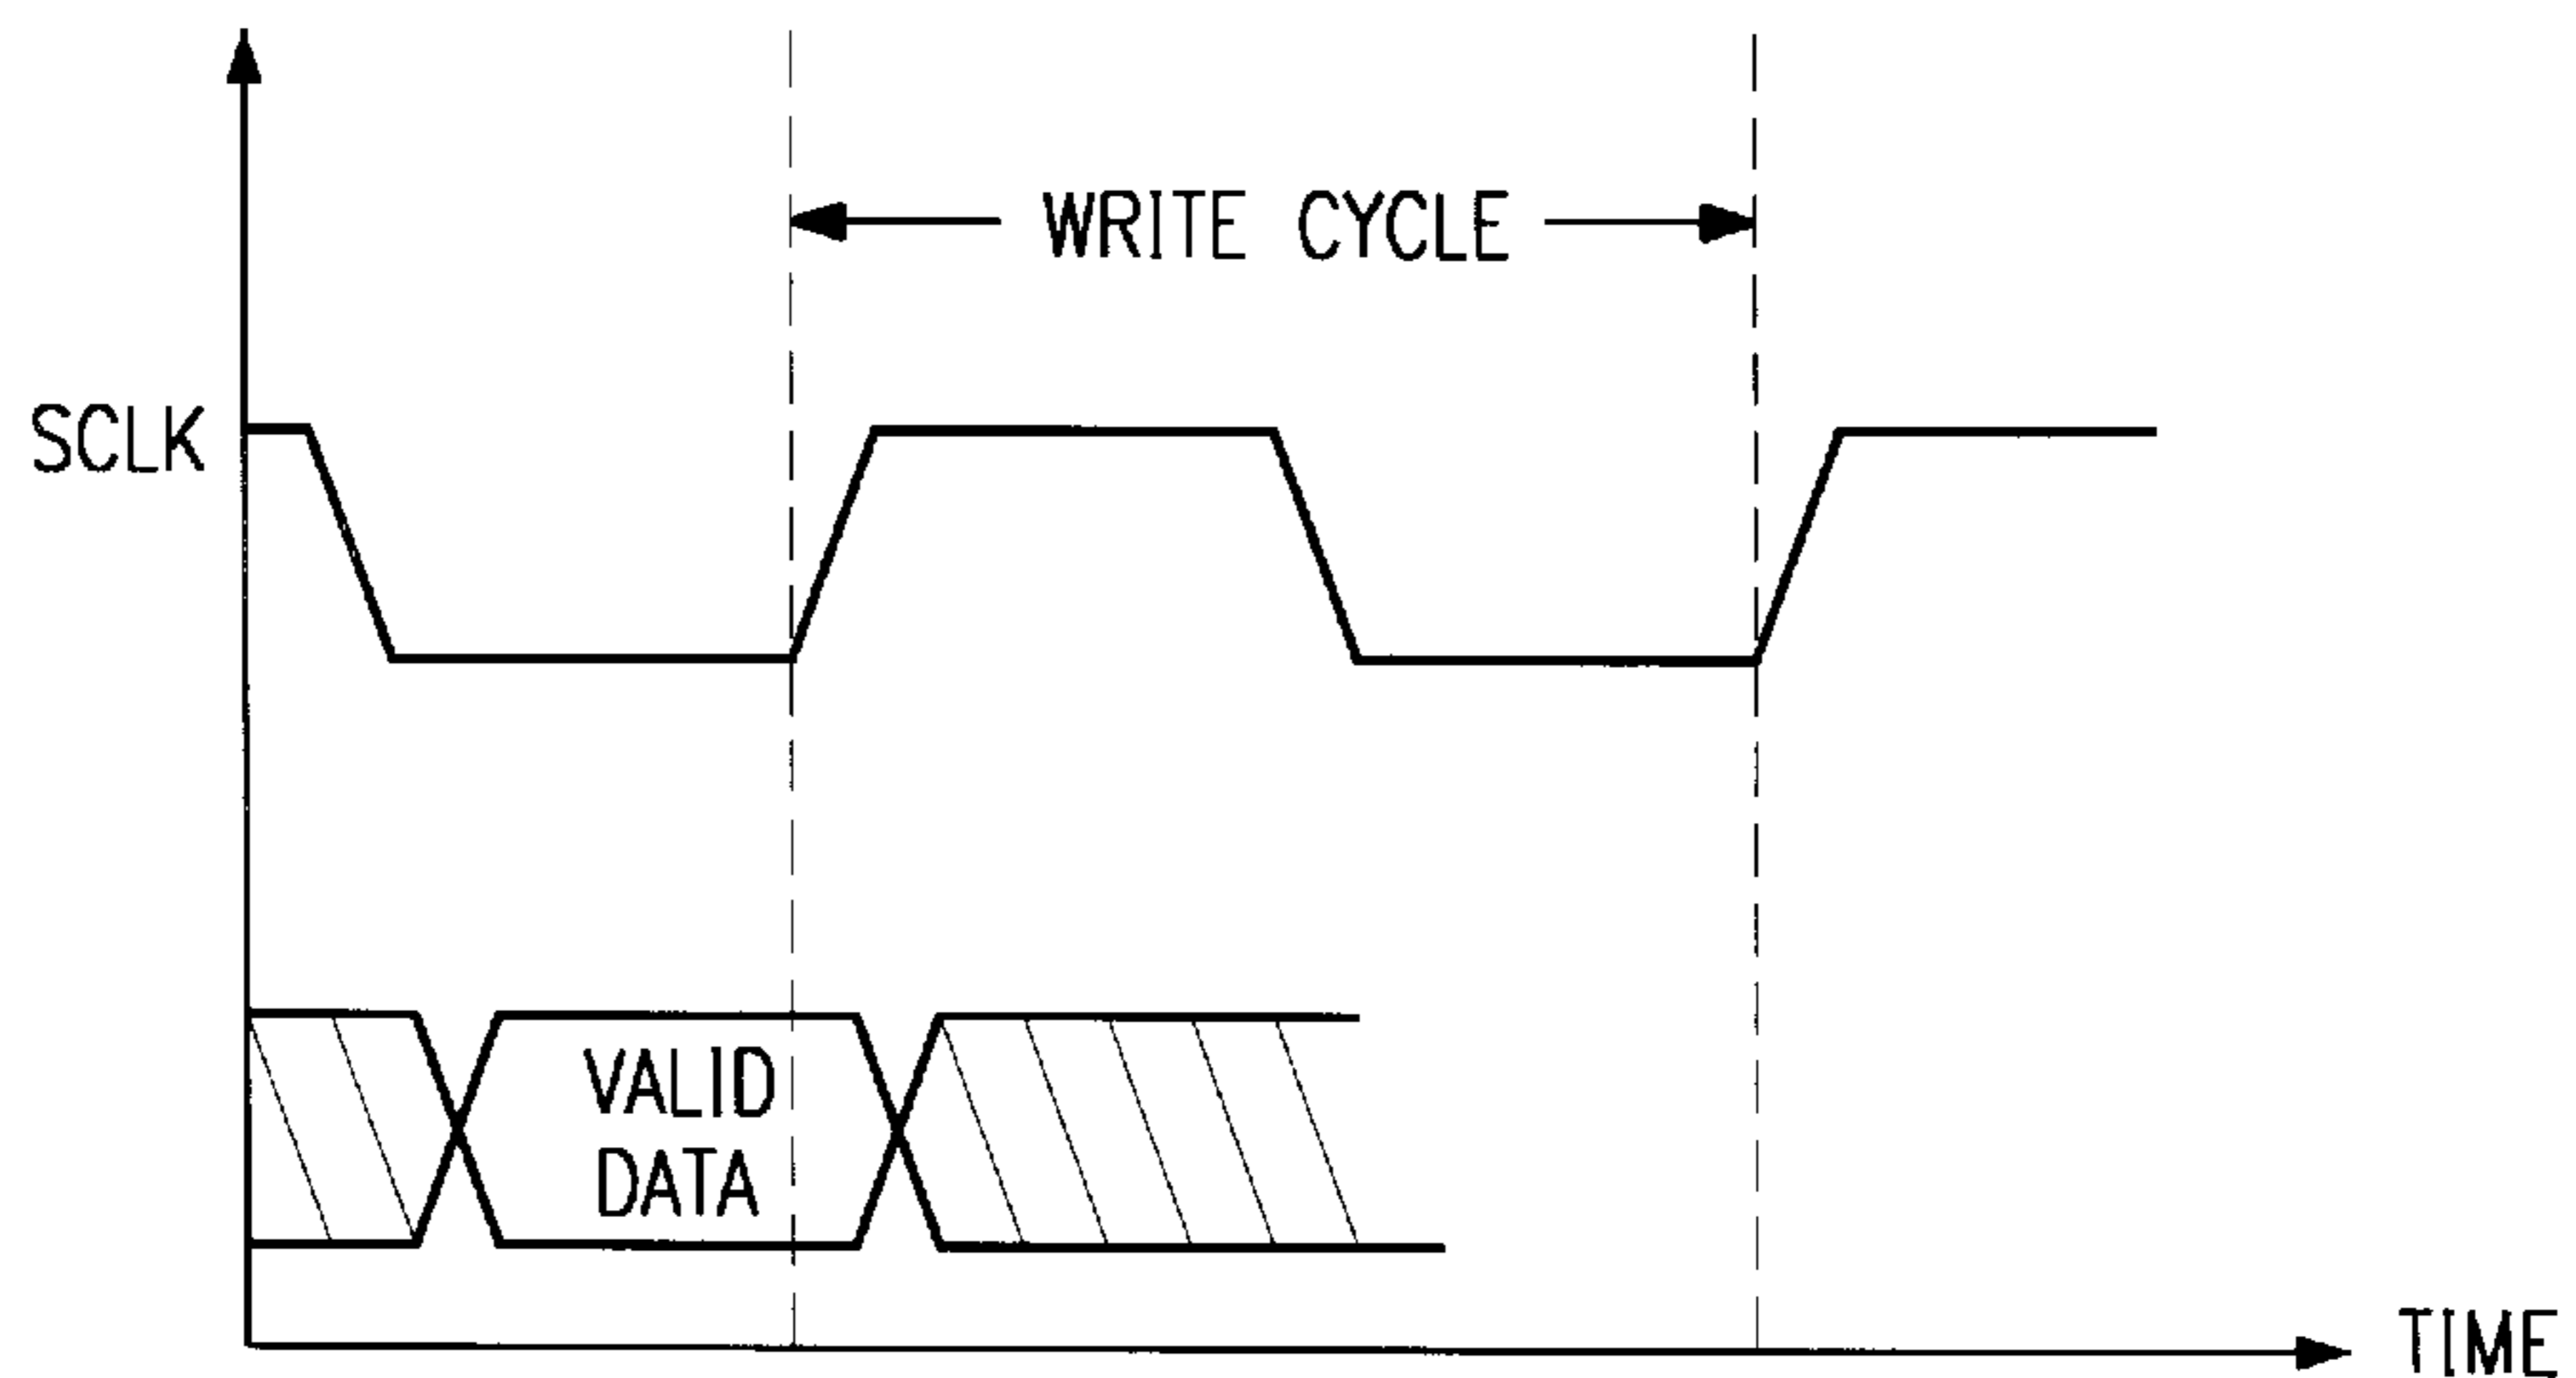 WRITE CYCLE
SCLK
VALID
DATA
TIME